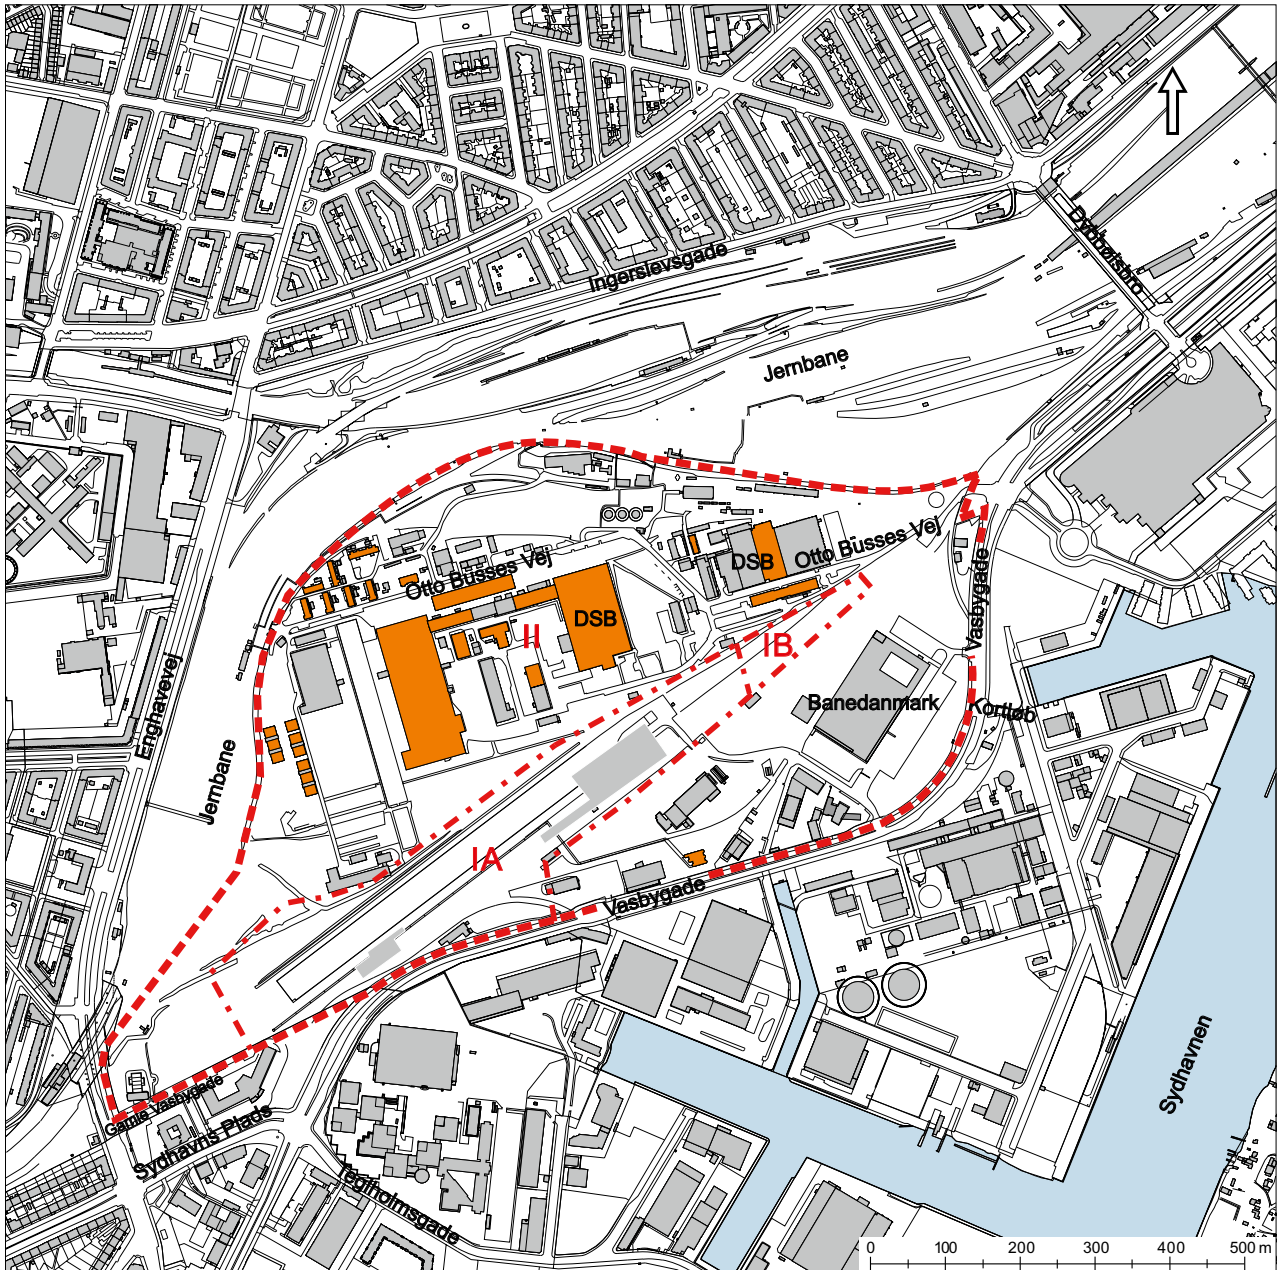 Dybbølsbro
Ingerslevsgade
Jernbane
Otto Busses Vej
DSB
Otto Busses Vej
DSB
Vasbygade
II
IB
Enghavevej
Banedanmark
Kortløb
Jernbane
IA
Vasbygade
Sydhavnen
Gamle Vasbygade
Sydhavns Plads
Teglholmsgade
0 100 200 300 400 500 m